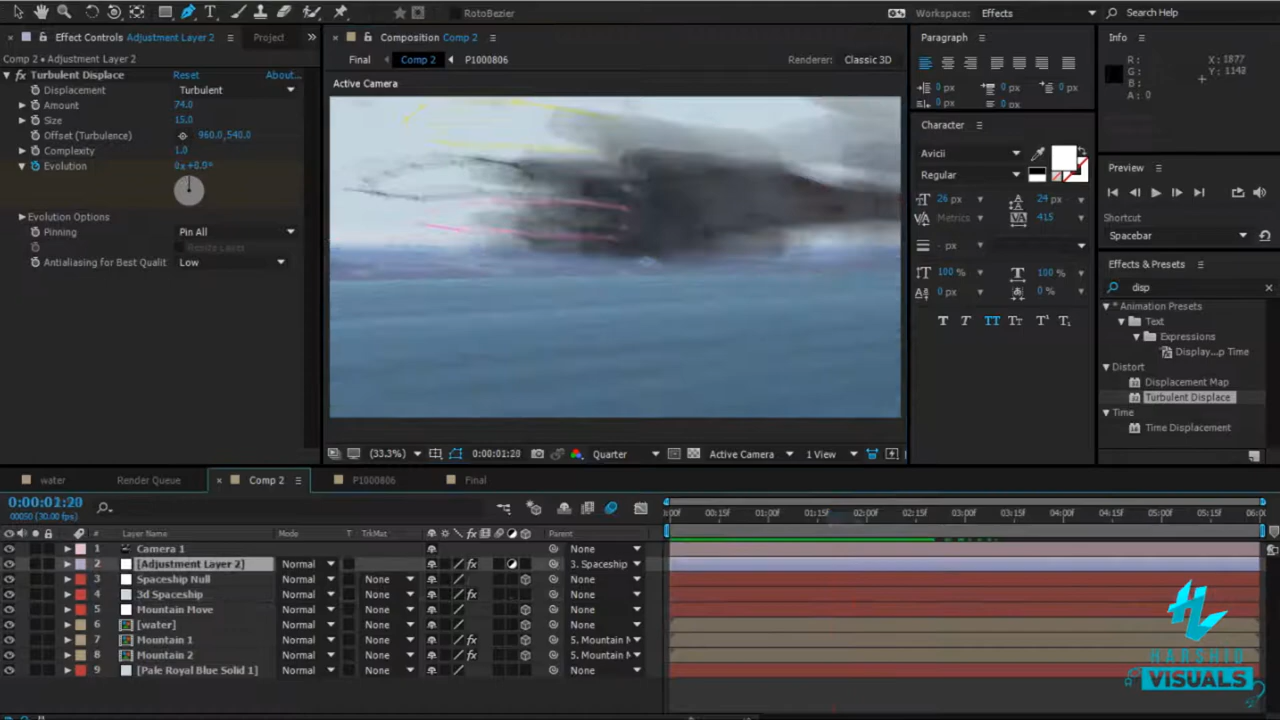 RotoBezier
Workspace: Effects
Search Help
Effect Controls Adjustment Layer 2
Project
Composition Comp 2
Paragraph
Info
Comp 2 • Adjustment Layer 2
Final
Comp 2
P1000806
Renderer: Classic 3D
R:
G:
B:
A: 0
X: 1877
Y: 1143
Turbulent Displace
Reset
About...
Active Camera
0 px
0 px
0 px
0 px
0 px
Displacement
Turbulent
Amount
74.0
Size
15.0
Offset (Turbulence)
960.0,540.0
Complexity
1.0
Evolution
Character
Avicii
Regular
Preview
26 px
24 px
Metrics
415
- px
100 %
100 %
0 px
0 %
Shortcut
Spacebar
Evolution Options
Pinning
Pin All
Antialiasing for Best Qualit
Low
Effects & Presets
disp
* Animation Presets
Text
Expressions
Display...p Time
Distort
Displacement Map
Turbulent Displace
Time
Time Displacement
(33.3%)
0:00:01:20
Quarter
Active Camera
1 View
water
Render Queue
Comp 2
P1000806
Final
0:00:01:20
00050 (30.00 fps)
:00f
00:15f
01:00f
01:15f
02:00f
02:15f
03:00f
03:15f
04:00f
04:15f
05:00f
05:15f
06:0
#
Layer Name
Mode
T
TrkMat
Parent
1 Camera 1 None
2 [Adjustment Layer 2] Normal 3. Spaceship
3 Spaceship Null Normal None None
4 3d Spaceship Normal None None
5 Mountain Move Normal None None
6 [water] Normal None None
7 Mountain 1 Normal None 5. Mountain M
8 Mountain 2 Normal None 5. Mountain M
9 [Pale Royal Blue Solid 1] Normal None None
HARSHID
VISUALS